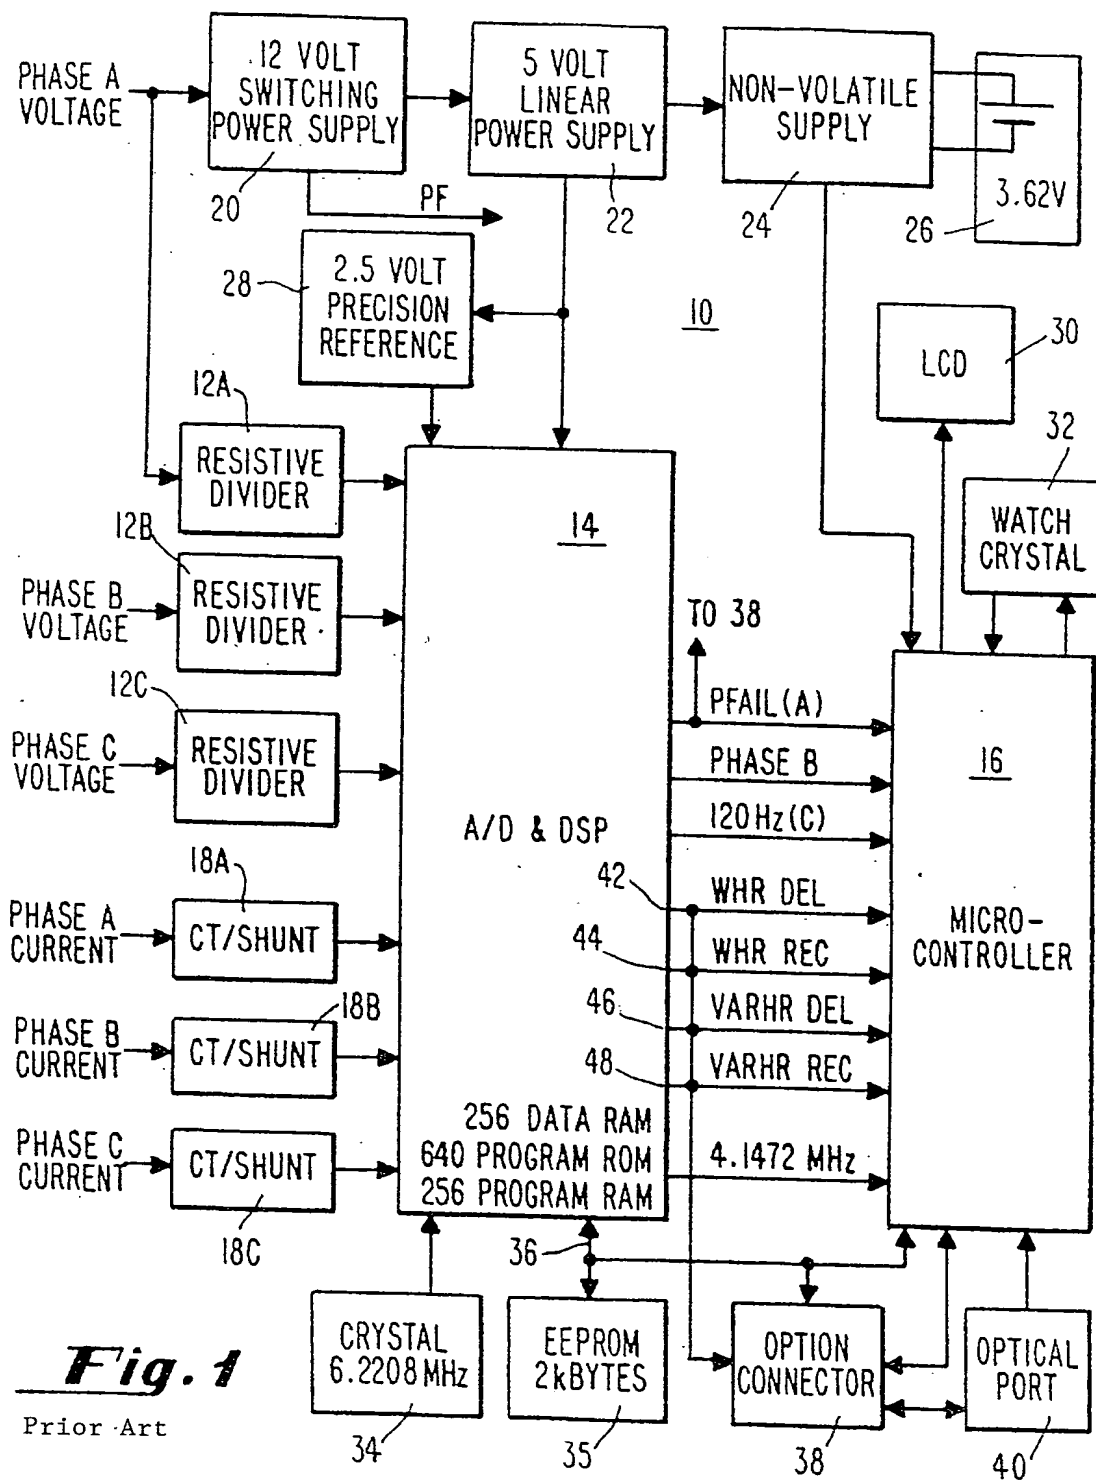 PHASE A
VOLTAGE
12 VOLT
SWITCHING
POWER SUPPLY
20
5 VOLT
LINEAR
POWER SUPPLY
22
NON-VOLATILE
SUPPLY
24
3.62V
26
PF
28
2.5 VOLT
PRECISION
REFERENCE
10
LCD
30
32
WATCH
CRYSTAL
12A
RESISTIVE
DIVIDER
12B
PHASE B
VOLTAGE
RESISTIVE
DIVIDER
12C
PHASE C
VOLTAGE
RESISTIVE
DIVIDER
18A
PHASE A
CURRENT
CT/SHUNT
18B
PHASE B
CURRENT
CT/SHUNT
PHASE C
CURRENT
CT/SHUNT
18C
14
A/D & DSP
256 DATA RAM
640 PROGRAM ROM
256 PROGRAM RAM
TO 38
PFAIL(A)
PHASE B
120Hz(C)
42
WHR DEL
44
WHR REC
46
VARHR DEL
48
VARHR REC
4.1472 MHz
16
MICRO-
CONTROLLER
36
CRYSTAL
6.2208MHz
34
EEPROM
2kBYTES
35
OPTION
CONNECTOR
38
OPTICAL
PORT
40
Fig. 1
Prior Art